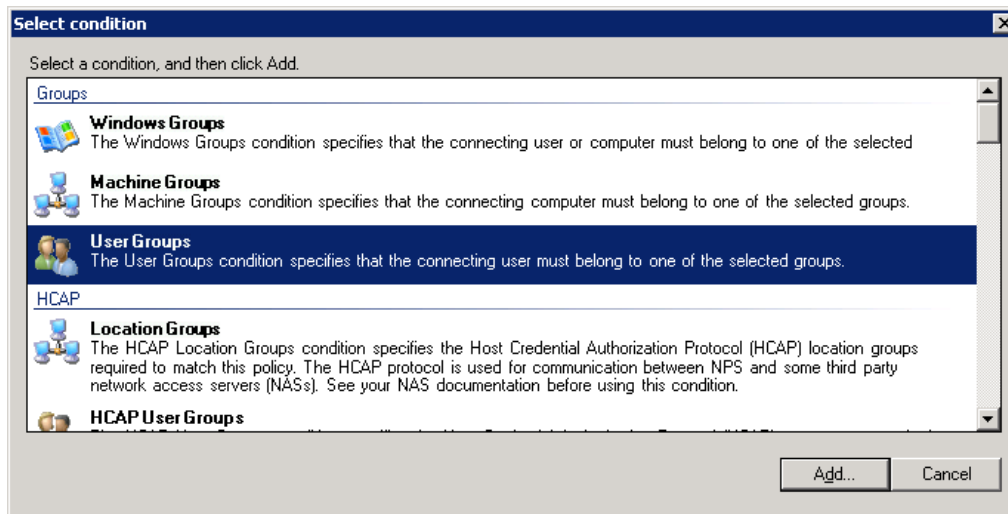 Select condition
Select a condition, and then click Add.
Groups
Windows Groups
The Windows Groups condition specifies that the connecting user or computer must belong to one of the selected
Machine Groups
The Machine Groups condition specifies that the connecting computer must belong to one of the selected groups.
User Groups
The User Groups condition specifies that the connecting user must belong to one of the selected groups.
HCAP
Location Groups
The HCAP Location Groups condition specifies the Host Credential Authorization Protocol (HCAP) location groups
required to match this policy. The HCAP protocol is used for communication between NPS and some third party
network access servers (NASs). See your NAS documentation before using this condition.
HCAP User Groups
Add...
Cancel